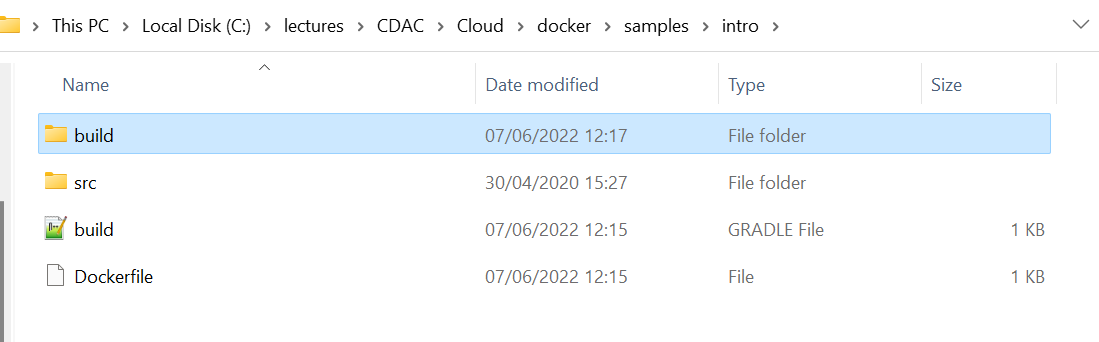 This PC > Local Disk (C:) > lectures > CDAC > Cloud > docker > samples > intro >
Name Date modified Type Size
build 07/06/2022 12:17 File folder
src 30/04/2020 15:27 File folder
build 07/06/2022 12:15 GRADLE File 1 KB
Dockerfile 07/06/2022 12:15 File 1 KB